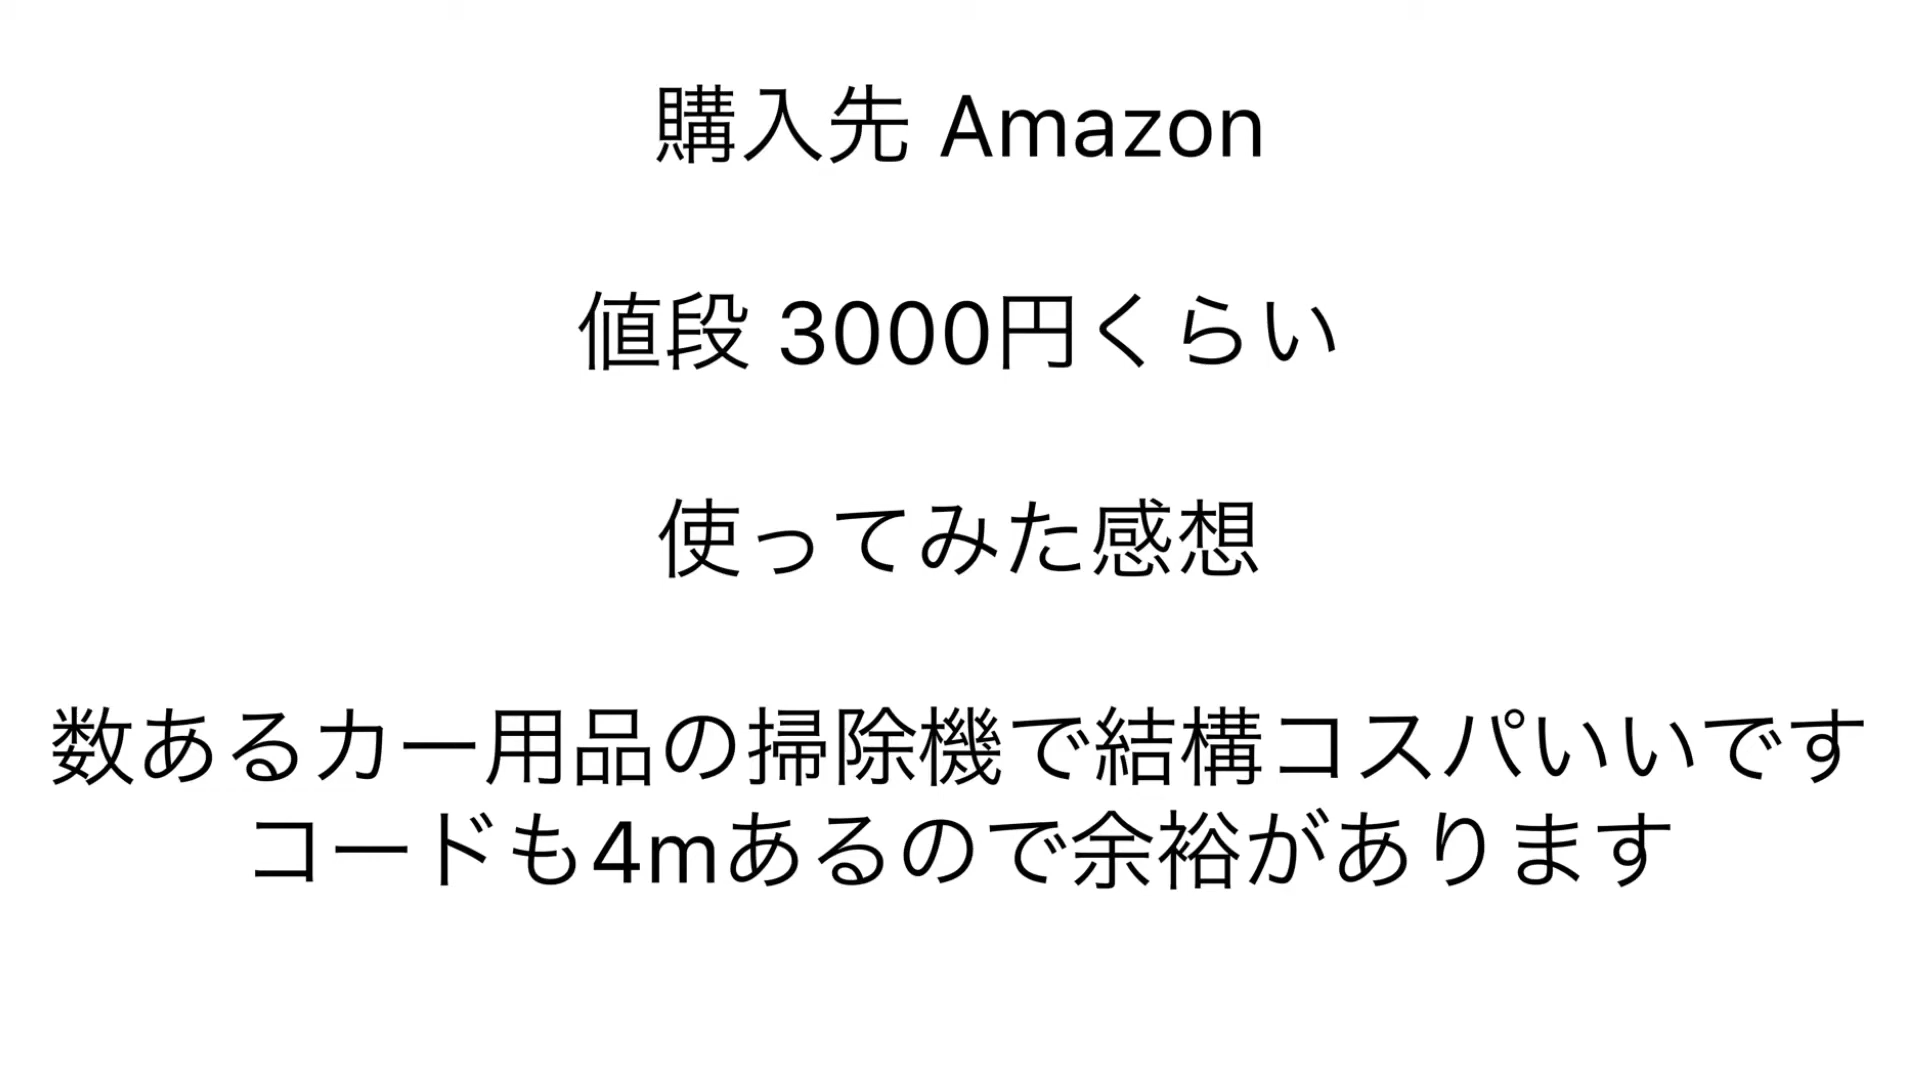 購入先 Amazon
値段 3000円くらい
使ってみた感想
数あるカー用品の掃除機で結構コスパいいです
コードも4mあるので余裕があります